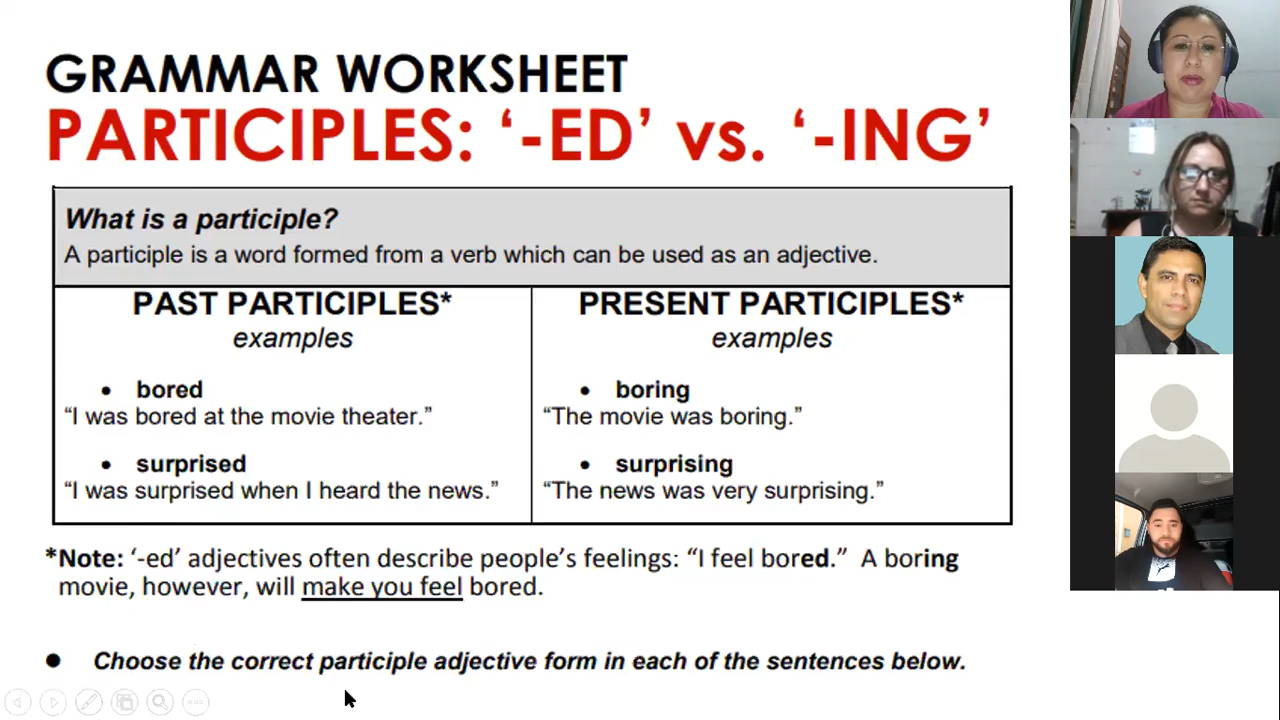 GRAMMAR WORKSHEET
PARTICIPLES: ‘-ED’ vs. ‘-ING’
What is a participle?
A participle is a word formed from a verb which can be used as an adjective.
PAST PARTICIPLES*
examples
• bored
“I was bored at the movie theater.”
• surprised
“I was surprised when I heard the news.”
PRESENT PARTICIPLES*
examples
• boring
“The movie was boring.”
• surprising
“The news was very surprising.”
*Note: ‘-ed’ adjectives often describe people’s feelings: “I feel bored.” A boring
movie, however, will make you feel bored.
● Choose the correct participle adjective form in each of the sentences below.